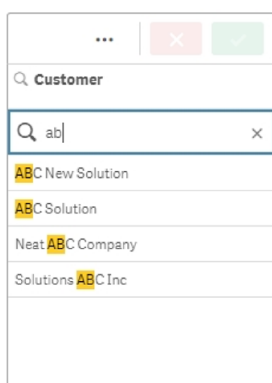 Customer
ab
ABC New Solution
ABC Solution
Neat ABC Company
Solutions ABC Inc